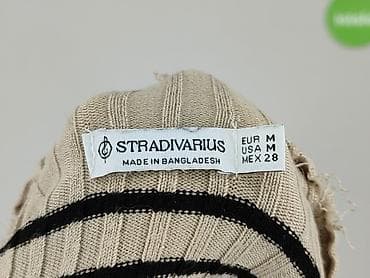 STRADIVARIUS
MADE IN BANGLADESH
EUR M
USA M
MEX 28